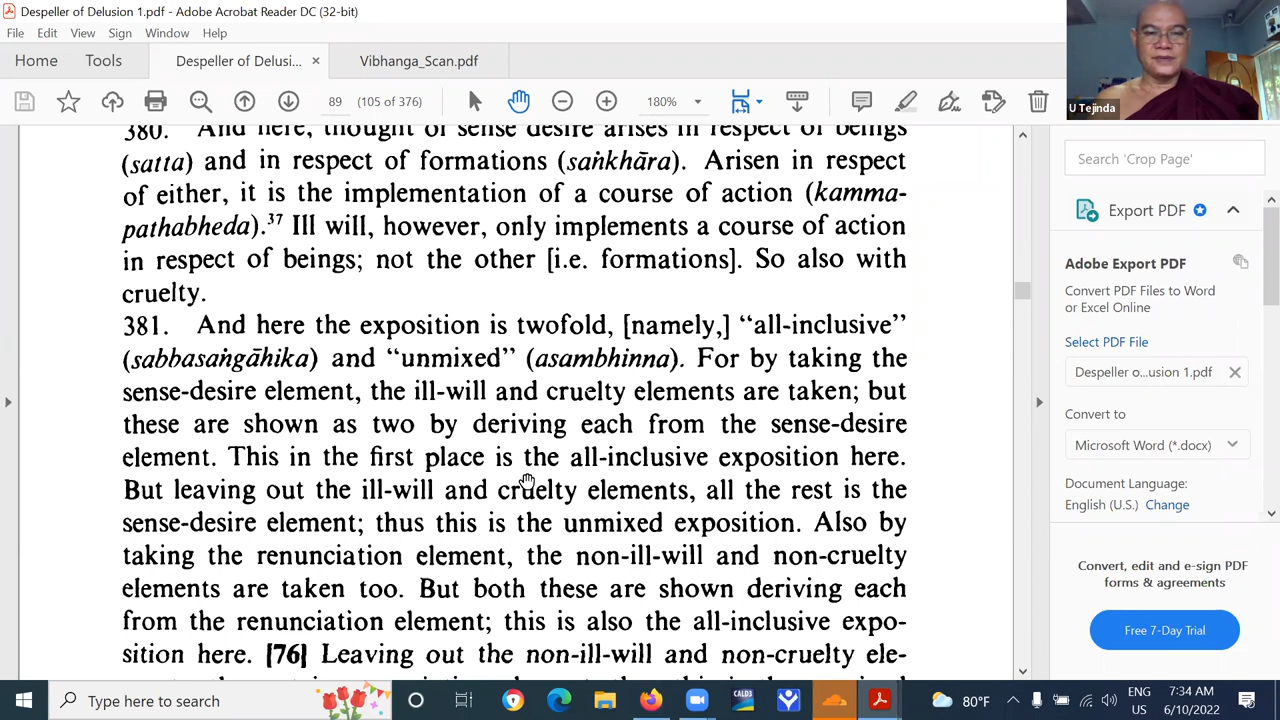 Despeller of Delusion 1.pdf - Adobe Acrobat Reader DC (32-bit)
File Edit View Sign Window Help
Home Tools Despeller of Delusi... × Vibhanga_Scan.pdf
89 (105 of 376) 180%
U Tejinda
380. And here, thought of sense desire arises in respect of beings
(satta) and in respect of formations (saṅkhāra). Arisen in respect
of either, it is the implementation of a course of action (kamma-
pathabheda).³⁷ Ill will, however, only implements a course of action
in respect of beings; not the other [i.e. formations]. So also with
cruelty.
381. And here the exposition is twofold, [namely,] “all-inclusive”
(sabbasaṅgāhika) and “unmixed” (asambhinna). For by taking the
sense-desire element, the ill-will and cruelty elements are taken; but
these are shown as two by deriving each from the sense-desire
element. This in the first place is the all-inclusive exposition here.
But leaving out the ill-will and cruelty elements, all the rest is the
sense-desire element; thus this is the unmixed exposition. Also by
taking the renunciation element, the non-ill-will and non-cruelty
elements are taken too. But both these are shown deriving each
from the renunciation element; this is also the all-inclusive expo-
sition here. [76] Leaving out the non-ill-will and non-cruelty ele-
Search 'Crop Page'
Export PDF
Adobe Export PDF
Convert PDF Files to Word
or Excel Online
Select PDF File
Despeller o...usion 1.pdf ×
Convert to
Microsoft Word (*.docx)
Document Language:
English (U.S.) Change
Convert, edit and e-sign PDF
forms & agreements
Free 7-Day Trial
Type here to search
CALD3
80°F
ENG
US
7:34 AM
6/10/2022